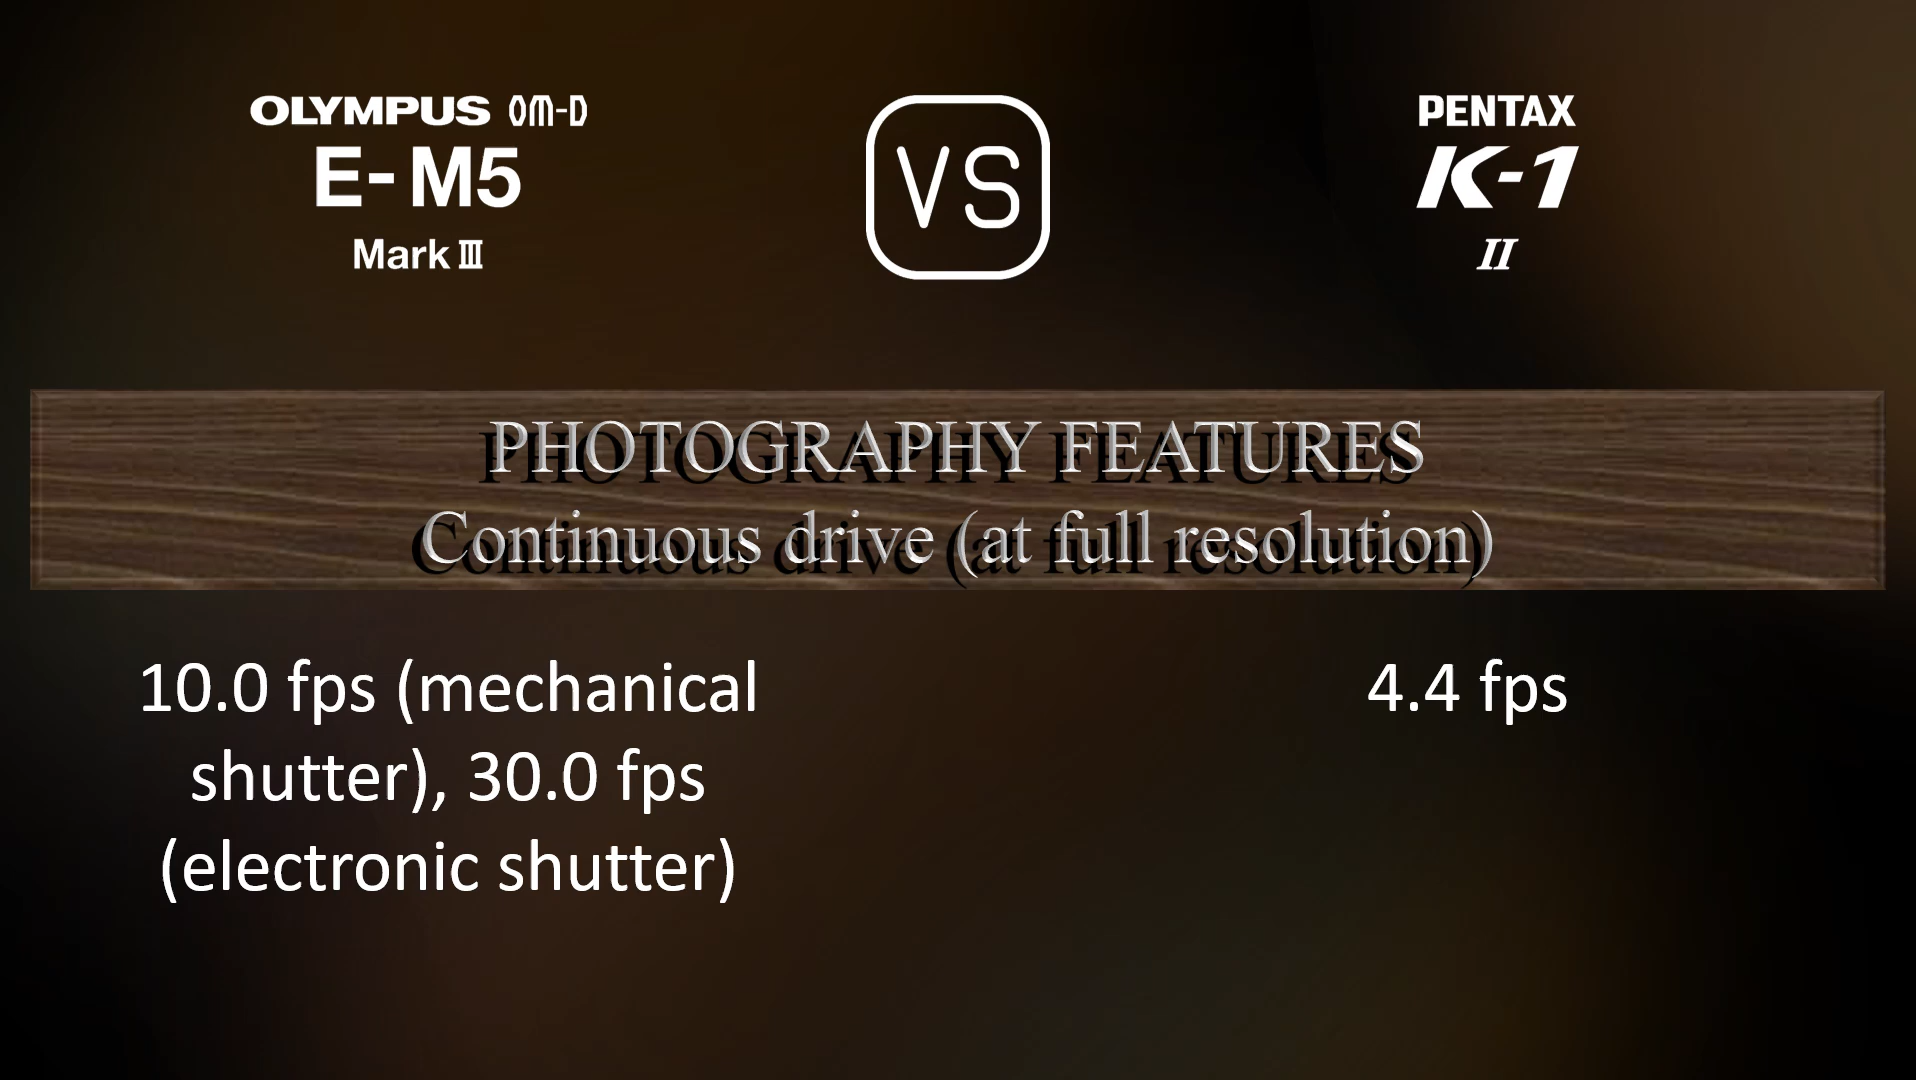 OLYMPUS OM-D
E-M5
Mark III
VS
PENTAX
K-1
II
PHOTOGRAPHY FEATURES
Continuous drive (at full resolution)
10.0 fps (mechanical
shutter), 30.0 fps
(electronic shutter)
4.4 fps